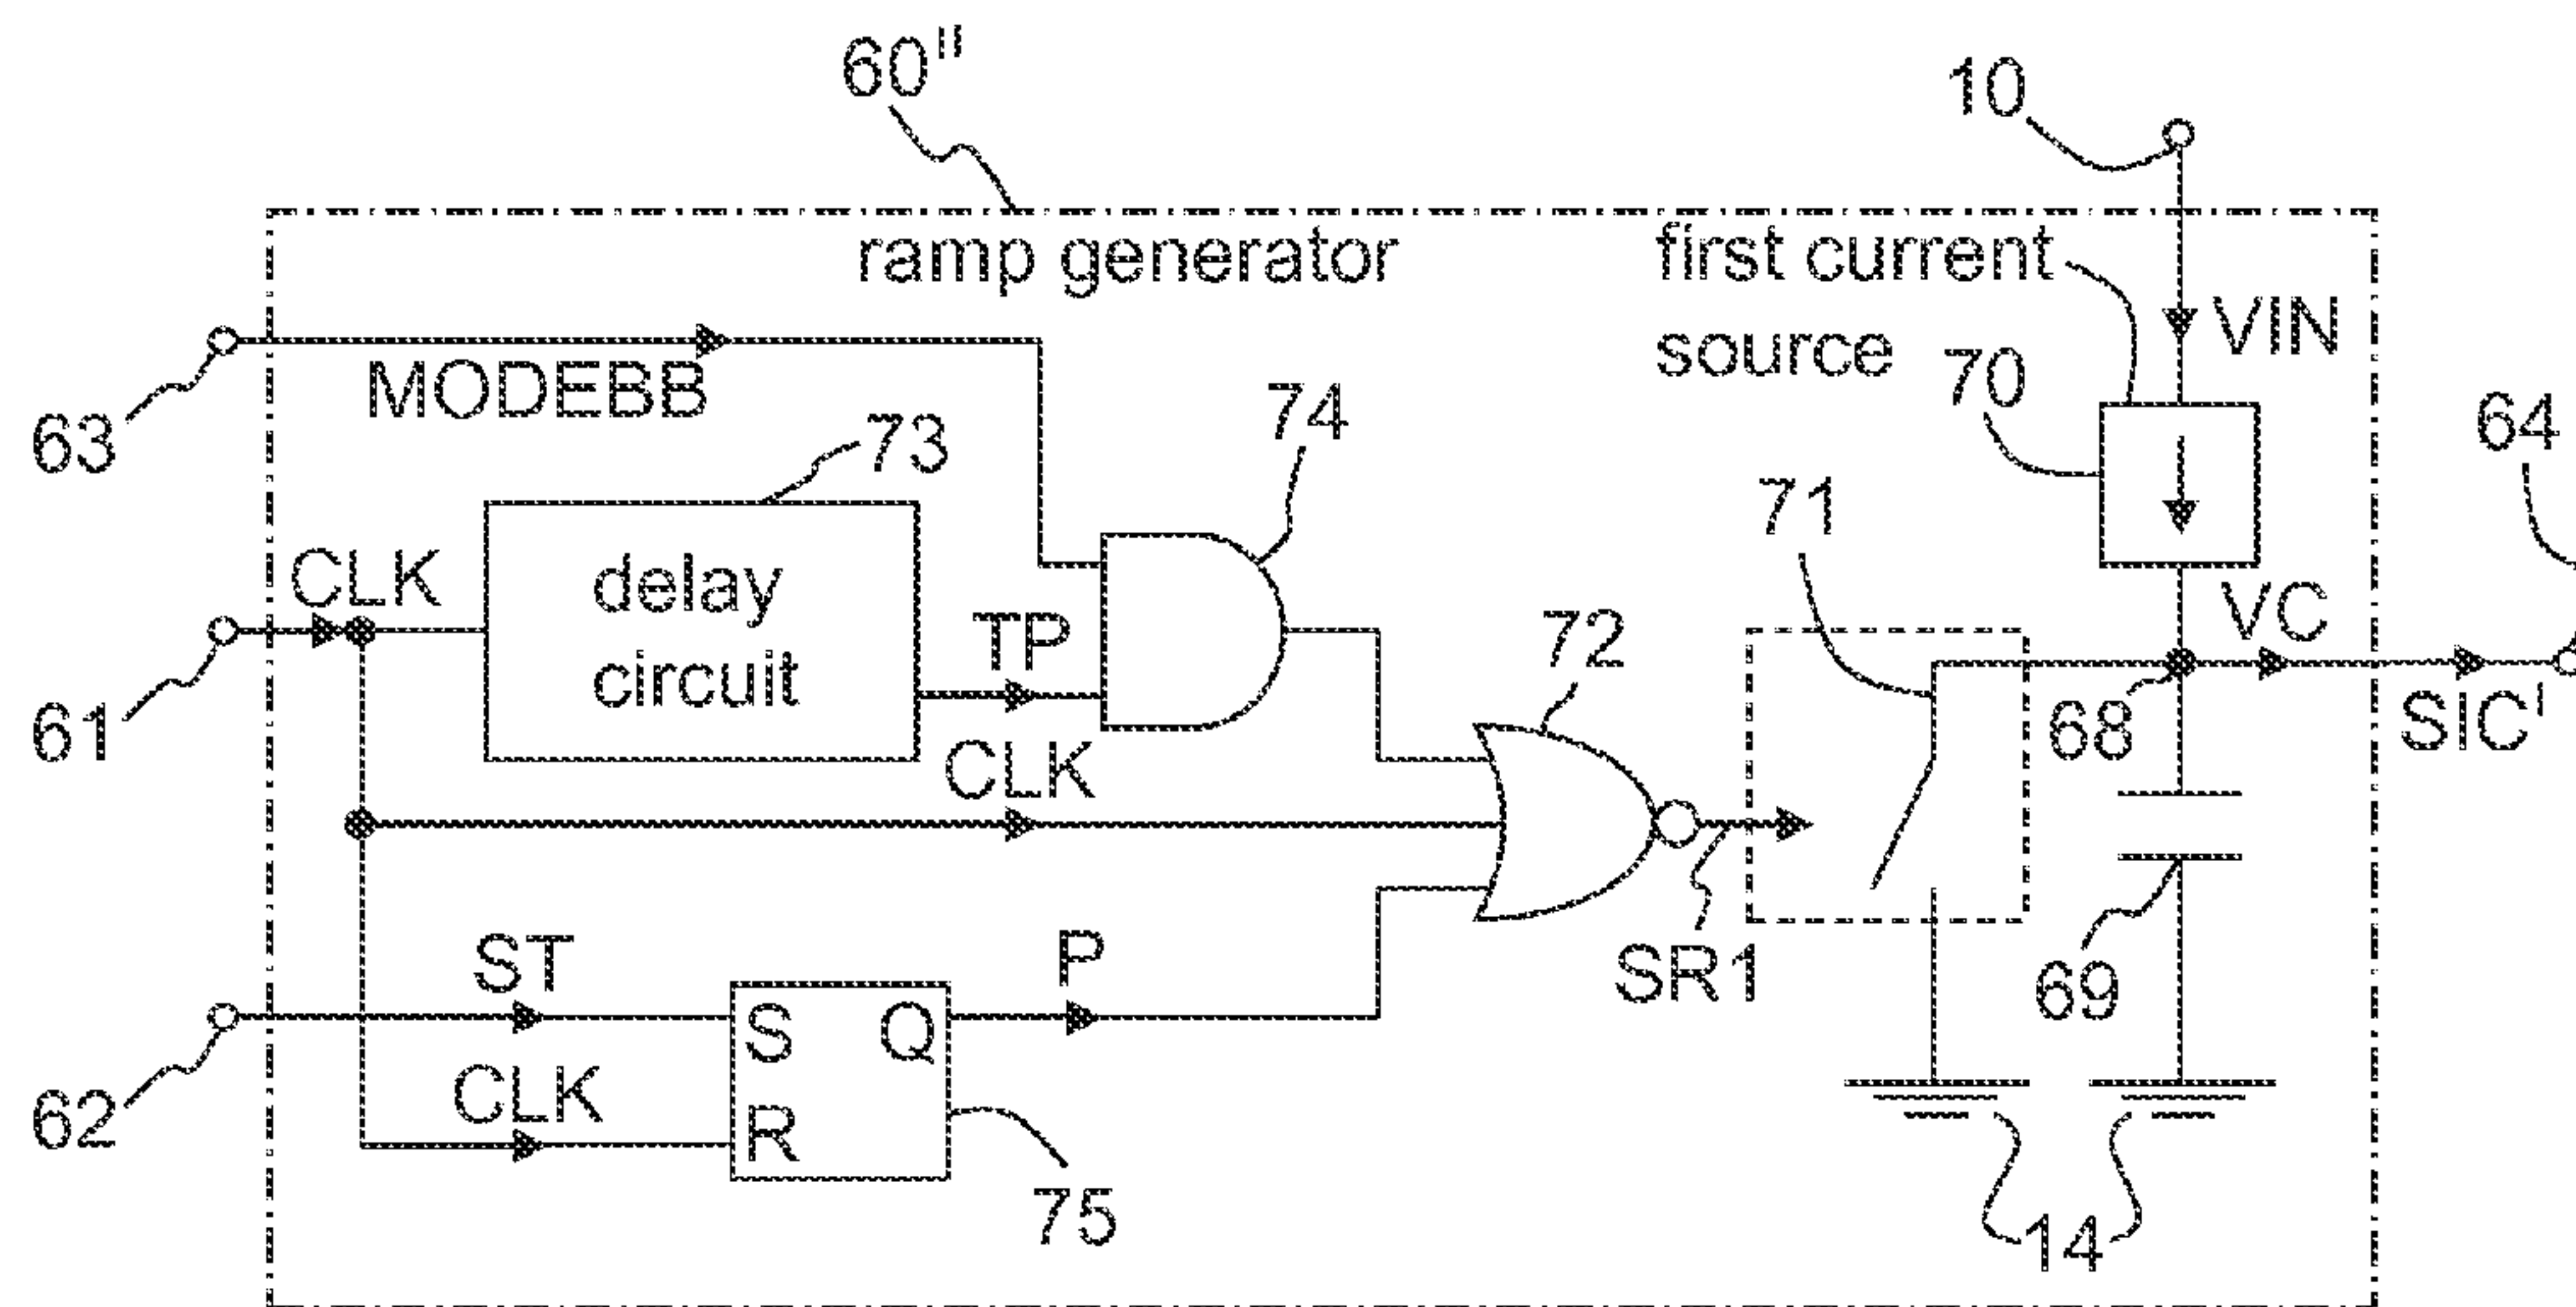 60"
10
ramp generator
first current
source
VIN
63
MODEBB
73
74
70
64
71
CLK
delay
circuit
TP
72
VC
61
CLK
68
SIC'
ST
P
SR1
69
S Q
62
CLK
R
75
14